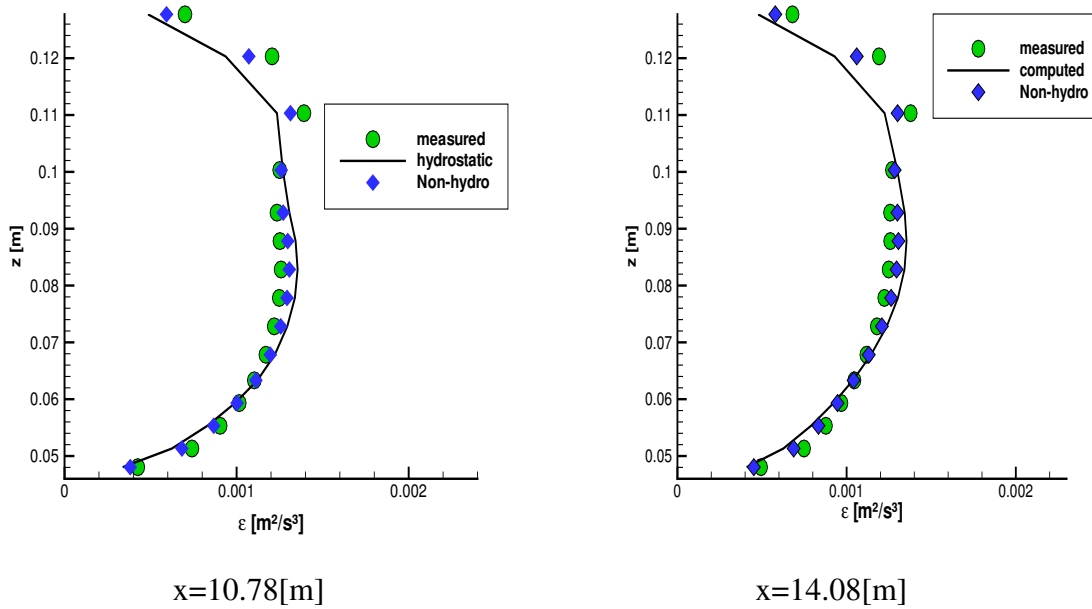 0.12
0.11
0.1
0.09
0.08
0.07
0.06
0.05
z [m]
0
0.001
0.002
ε [m²/s³]
measured
hydrostatic
Non-hydro
x=10.78[m]
0.12
0.11
0.1
0.09
0.08
0.07
0.06
0.05
z [m]
0
0.001
0.002
ε [m²/s³]
measured
computed
Non-hydro
x=14.08[m]